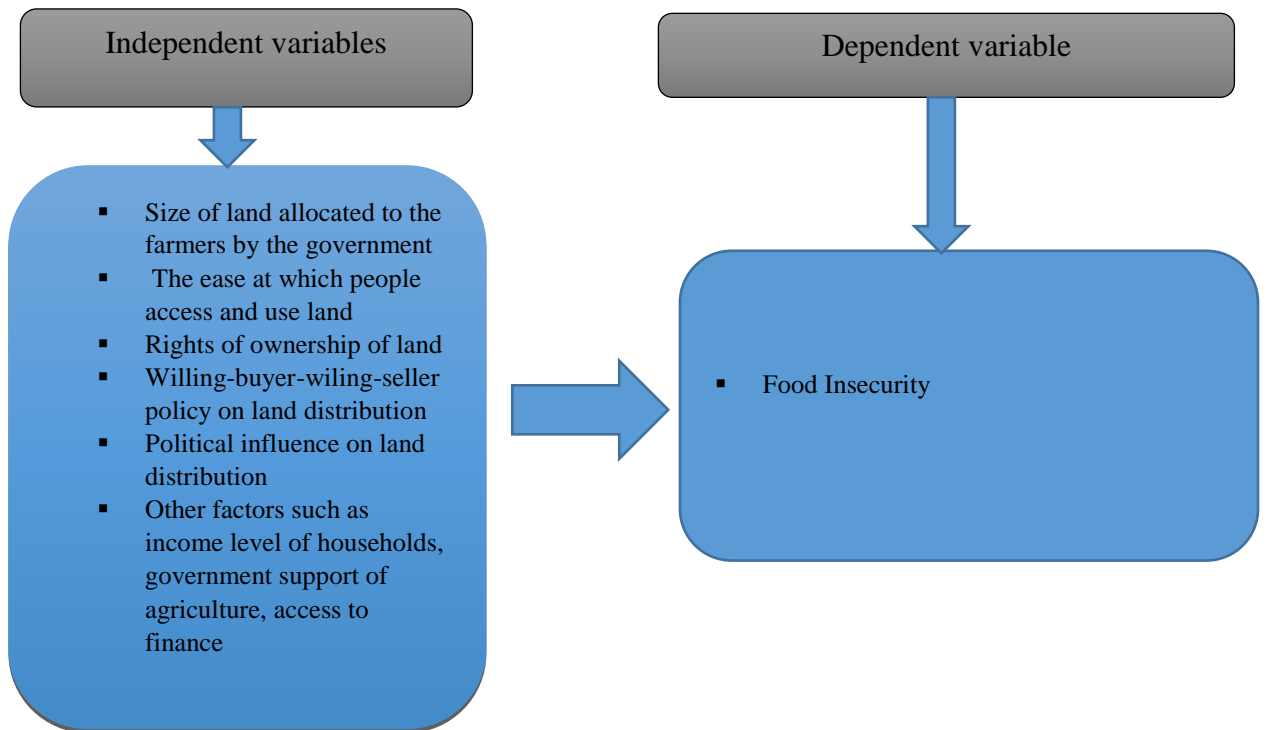 Independent variables
Dependent variable
▪ Size of land allocated to the
farmers by the government
▪ The ease at which people
access and use land
▪ Rights of ownership of land
▪ Willing-buyer-wiling-seller
policy on land distribution
▪ Political influence on land
distribution
▪ Other factors such as
income level of households,
government support of
agriculture, access to
finance
▪ Food Insecurity